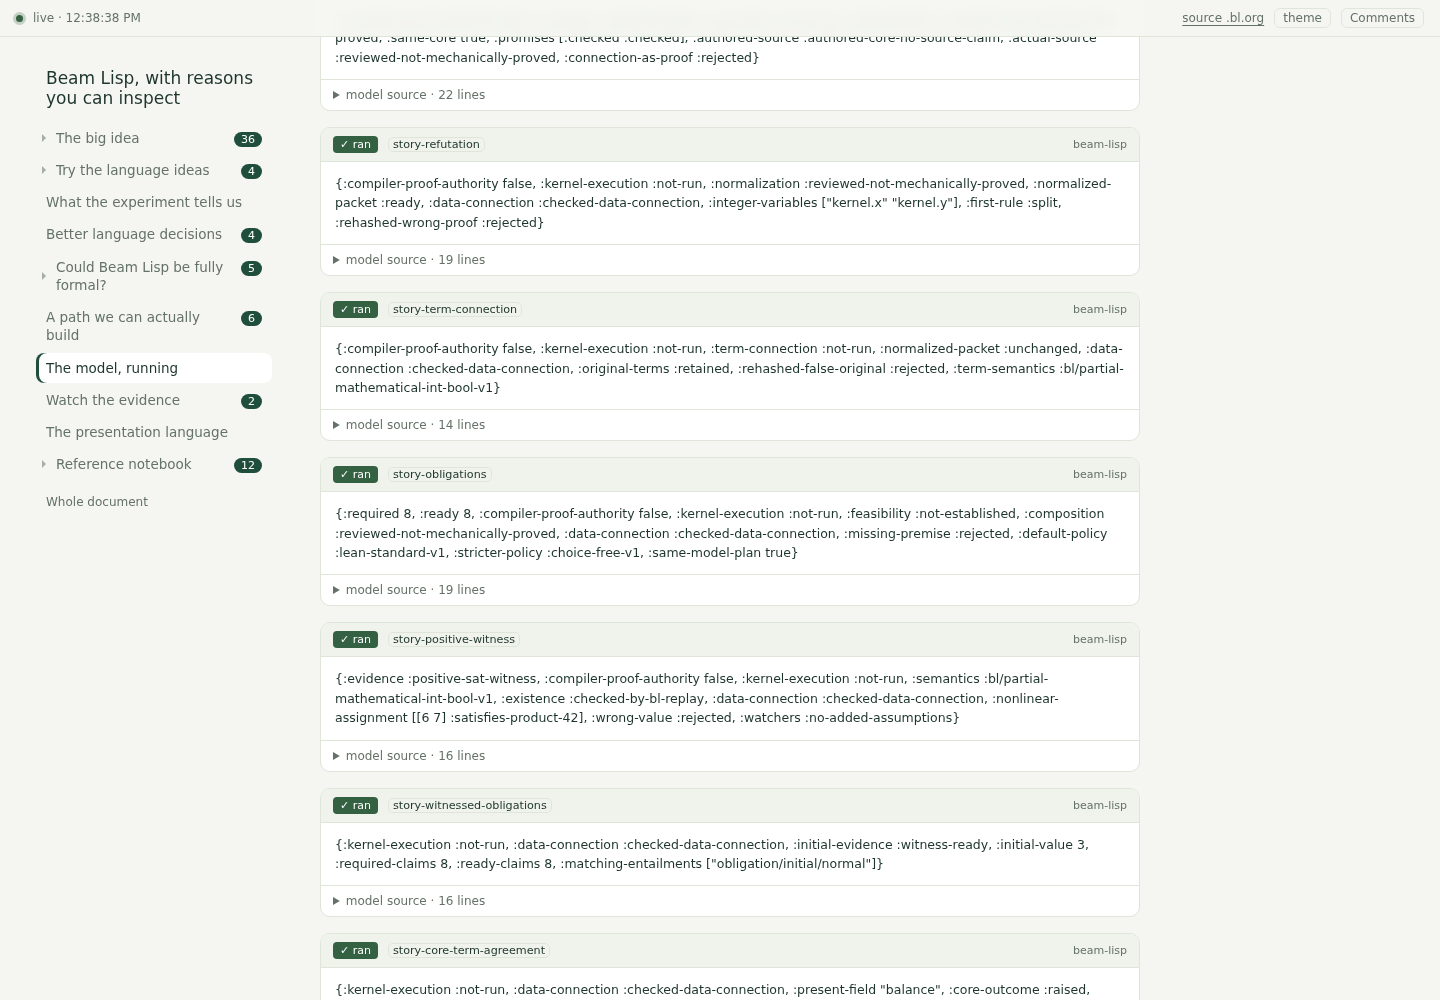 live · 12:38:38 PM
source .bl.org
theme
Comments
Beam Lisp, with reasons
you can inspect
The big idea 36
Try the language ideas 4
What the experiment tells us
Better language decisions 4
Could Beam Lisp be fully 5
formal?
A path we can actually 6
build
The model, running
Watch the evidence 2
The presentation language
Reference notebook 12
Whole document
proved, :same-core true, :promises [:checked :checked], :authored-source :authored-core-no-source-claim, :actual-source
:reviewed-not-mechanically-proved, :connection-as-proof :rejected}
model source · 22 lines
✓ ran story-refutation beam-lisp
{:compiler-proof-authority false, :kernel-execution :not-run, :normalization :reviewed-not-mechanically-proved, :normalized-
packet :ready, :data-connection :checked-data-connection, :integer-variables ["kernel.x" "kernel.y"], :first-rule :split,
:rehashed-wrong-proof :rejected}
model source · 19 lines
✓ ran story-term-connection beam-lisp
{:compiler-proof-authority false, :kernel-execution :not-run, :term-connection :not-run, :normalized-packet :unchanged, :data-
connection :checked-data-connection, :original-terms :retained, :rehashed-false-original :rejected, :term-semantics :bl/partial-
mathematical-int-bool-v1}
model source · 14 lines
✓ ran story-obligations beam-lisp
{:required 8, :ready 8, :compiler-proof-authority false, :kernel-execution :not-run, :feasibility :not-established, :composition
:reviewed-not-mechanically-proved, :data-connection :checked-data-connection, :missing-premise :rejected, :default-policy
:lean-standard-v1, :stricter-policy :choice-free-v1, :same-model-plan true}
model source · 19 lines
✓ ran story-positive-witness beam-lisp
{:evidence :positive-sat-witness, :compiler-proof-authority false, :kernel-execution :not-run, :semantics :bl/partial-
mathematical-int-bool-v1, :existence :checked-by-bl-replay, :data-connection :checked-data-connection, :nonlinear-
assignment [[6 7] :satisfies-product-42], :wrong-value :rejected, :watchers :no-added-assumptions}
model source · 16 lines
✓ ran story-witnessed-obligations beam-lisp
{:kernel-execution :not-run, :data-connection :checked-data-connection, :initial-evidence :witness-ready, :initial-value 3,
:required-claims 8, :ready-claims 8, :matching-entailments ["obligation/initial/normal"]}
model source · 16 lines
✓ ran story-core-term-agreement beam-lisp
{:kernel-execution :not-run, :data-connection :checked-data-connection, :present-field "balance", :core-outcome :raised,